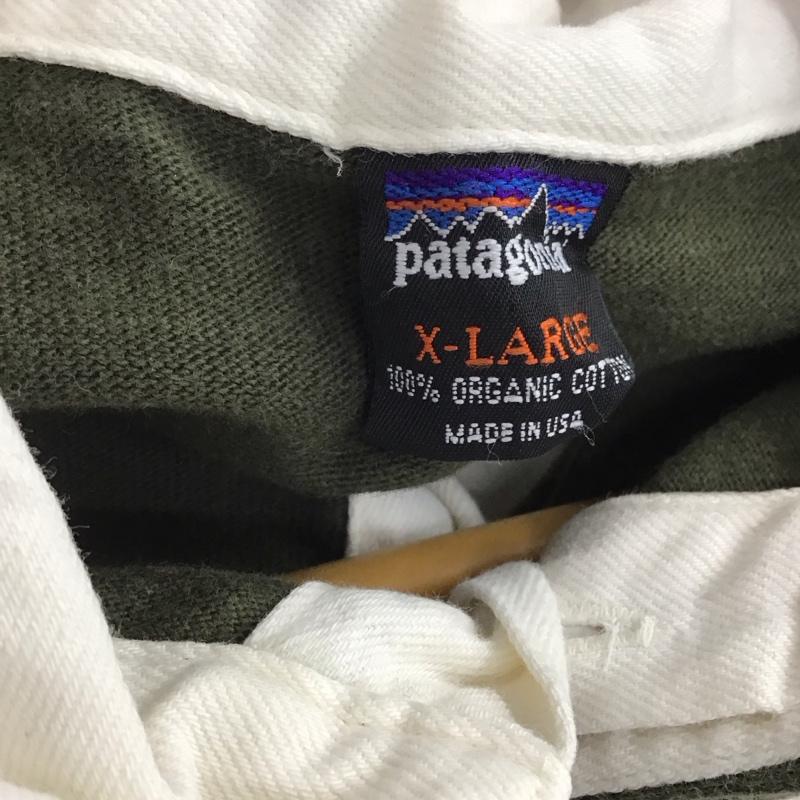 patagonia
X-LARGE
100% ORGANIC COTTON
MADE IN USA